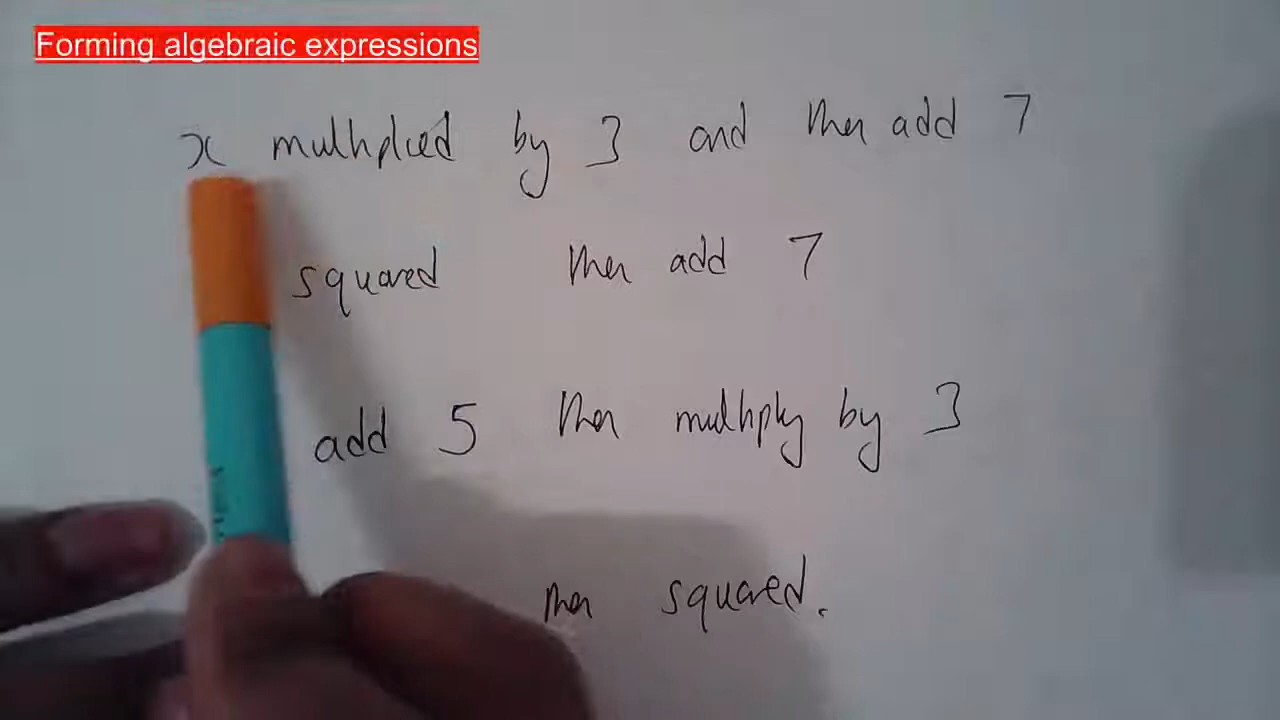 Forming algebraic expressions
x multiplied by 3 and then add 7
squared then add 7
add 5 then multiply by 3
then squared.